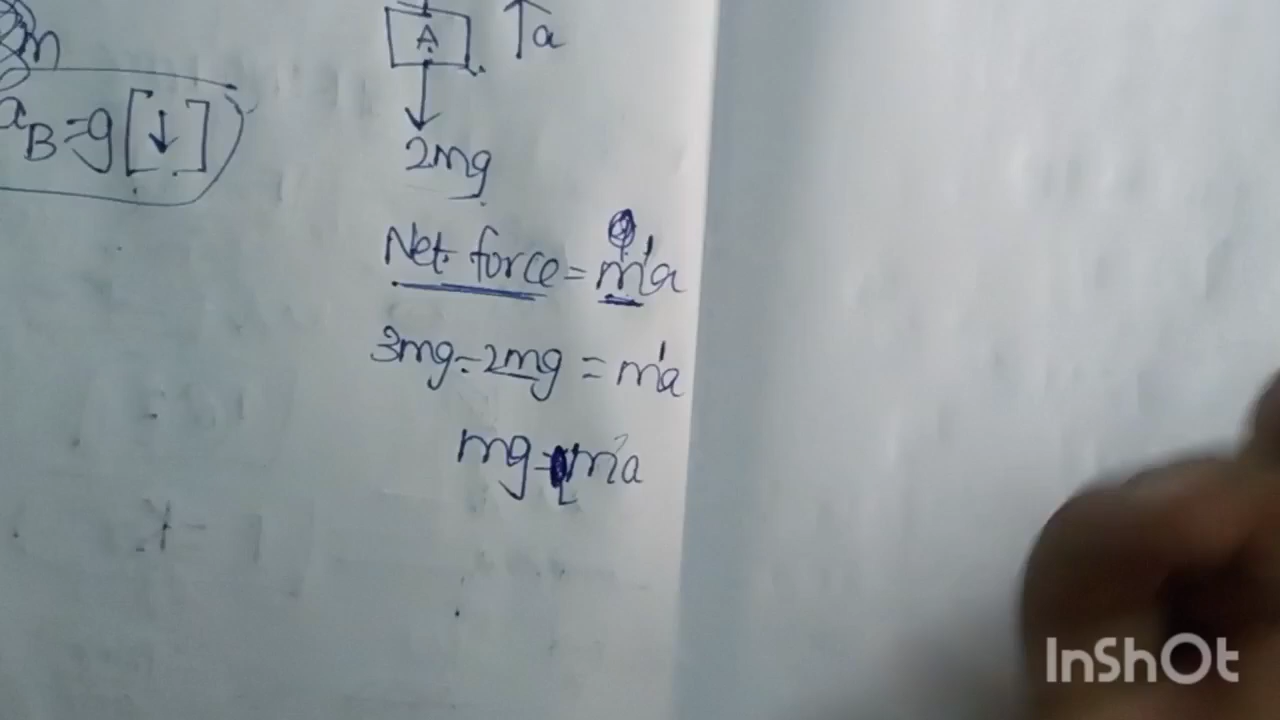 m
a_B=g[↓]
A ↑a
2mg
Net force = m'a
3mg-2mg = m'a
mg=m'a
InShOt